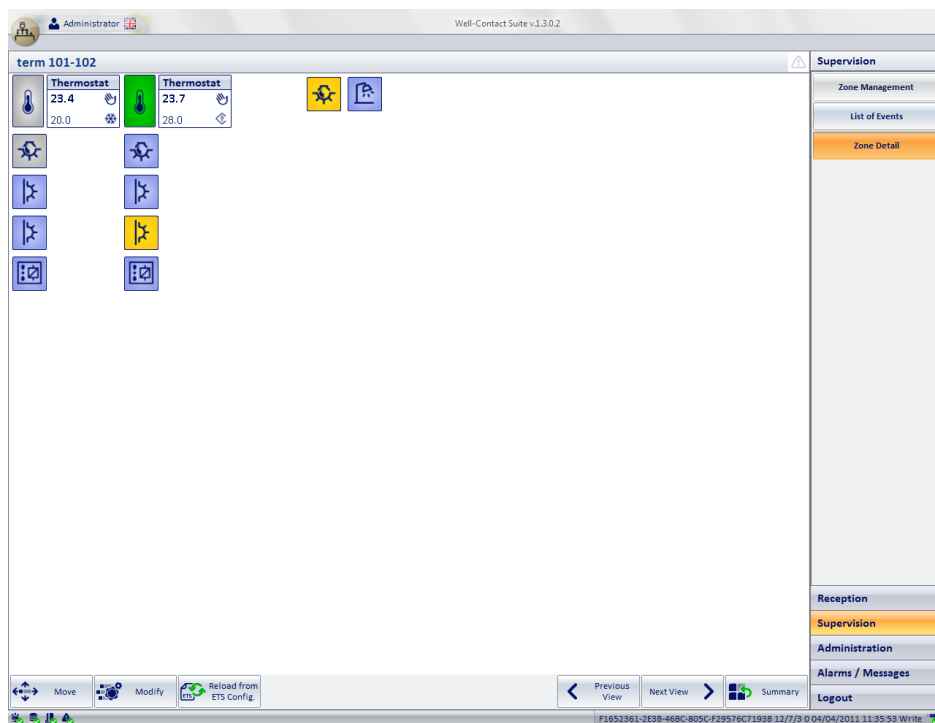 Administrator
Well-Contact Suite v.1.3.0.2
term 101-102
Supervision
Thermostat
23.4
20.0
Thermostat
23.7
28.0
Zone Management
List of Events
Zone Detail
Reception
Supervision
Administration
Alarms / Messages
Logout
Move
Modify
ETS
Reload from
ETS Config.
Previous
View
Next View
Summary
F1652361-2E3B-46BC-805C-F29576C7193B 12/7/3 0 04/04/2011 11:35:53 Write